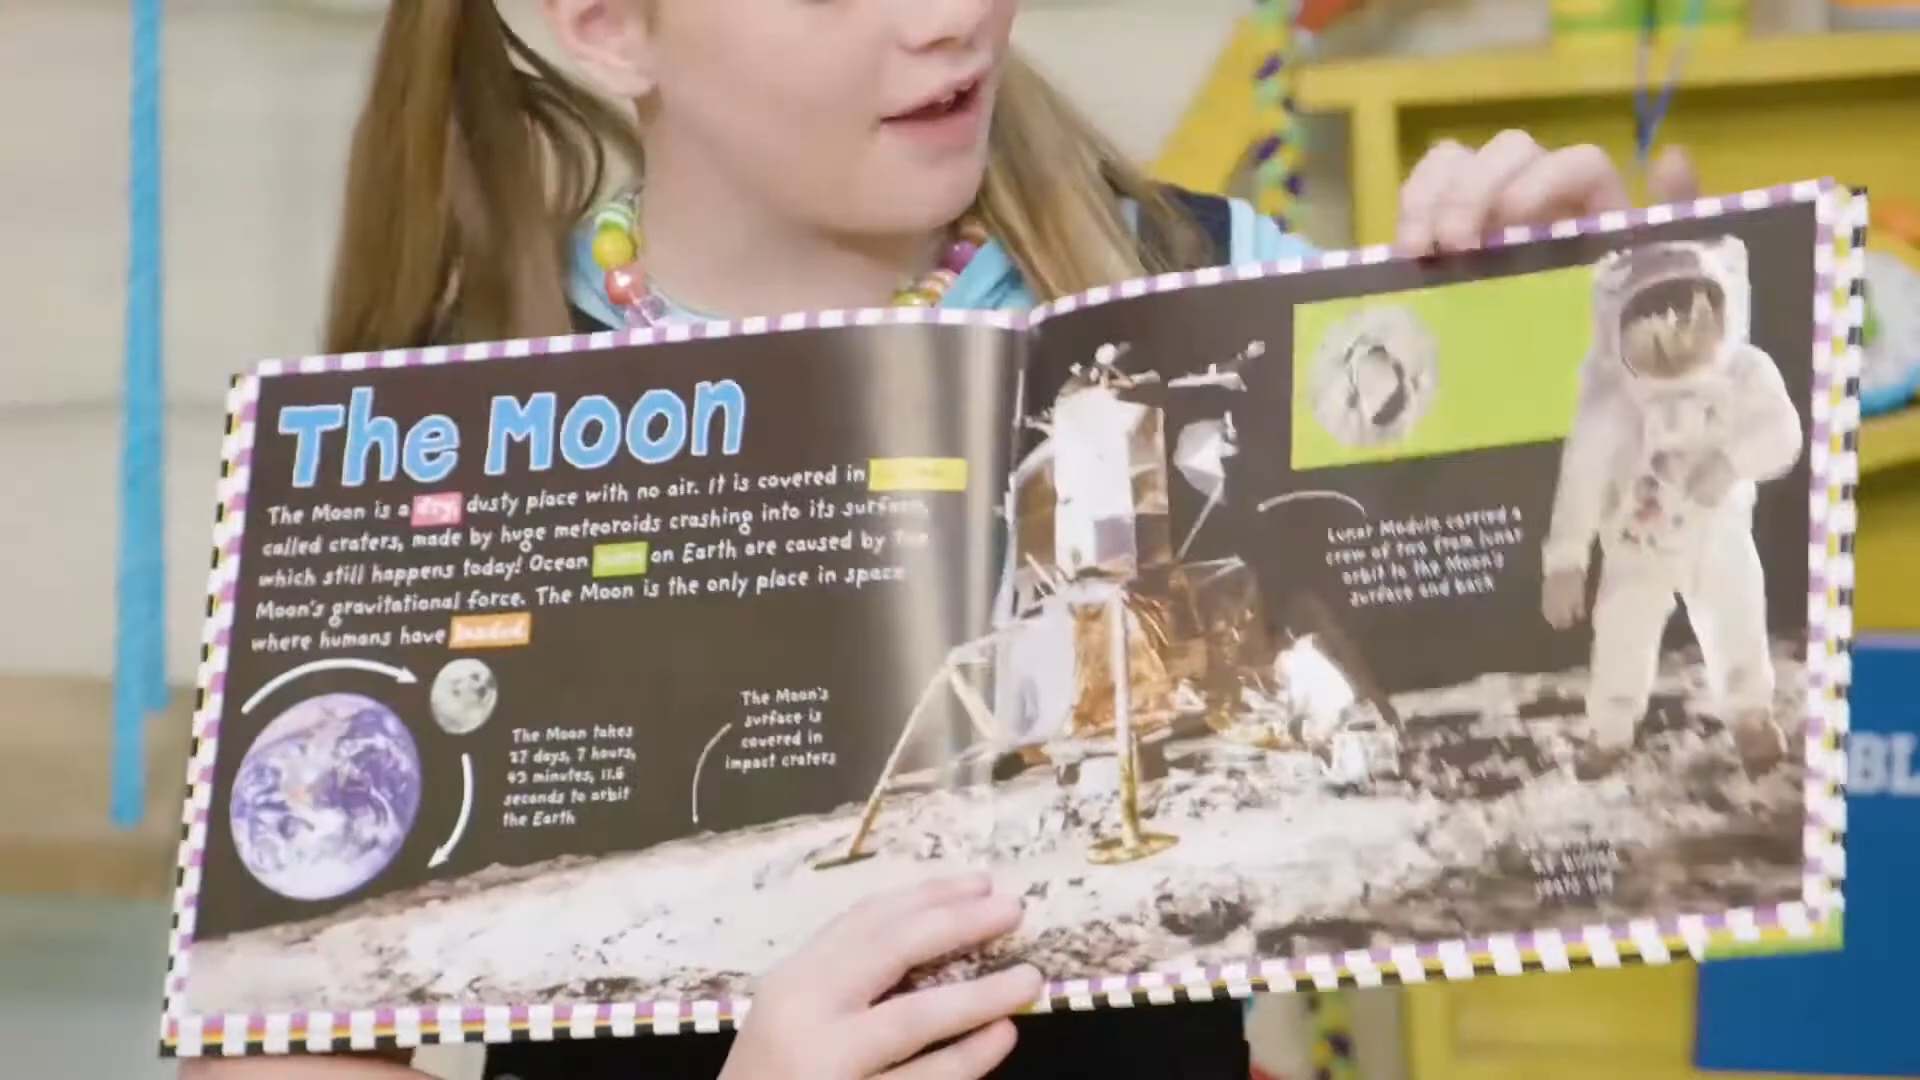 The Moon
The Moon is a dry, dusty place with no air. It is covered in
called craters, made by huge meteoroids crashing into its surface,
which still happens today! Ocean on Earth are caused by The
Moon's gravitational force. The Moon is the only place in space
where humans have landed
The Moon takes
27 days, 7 hours,
43 minutes, 11.6
seconds to orbit
the Earth
The Moon's
surface is
covered in
impact craters
Lunar Module carried a
crew of two from lunar
orbit to the Moon's
surface and back
BL